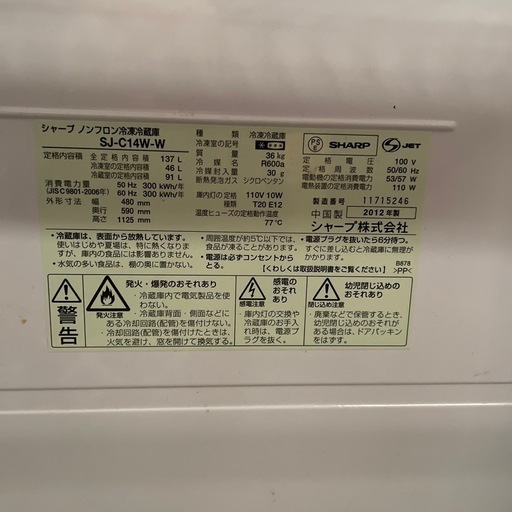 シャープ ノンフロン冷凍冷蔵庫
SJ-C14W-W
定格内容積 全定格内容積 137 L
冷凍室の定格内容積 46 L
冷蔵室の定格内容積 91 L
消費電力量 50 Hz 300 kWh/年
(JIS C 9801-2006年) 60 Hz 300 kWh/年
外形寸法 幅 480 mm
奥行 590 mm
高さ 1125 mm
種類 冷凍冷蔵庫
冷凍室の記号
質量 36 kg
冷媒 R600a
冷媒封入量 30 g
断熱発泡ガス シクロペンタン
庫内灯の定格 110V 10W
種類 T20 E12
温度ヒューズの定格動作温度
77℃
PS E SHARP JET
定格電圧 100 V
定格周波数 50/60 Hz
電動機の定格消費電力 53/57 W
電熱装置の定格消費電力 110 W
製造番号 11715246
中国製 2012年製
シャープ株式会社
B678
>PP<
・冷蔵庫は、表面から放熱しています。
使いはじめや夏場は、特に熱くなりま
すが、庫内の食品には影響ありません。
・水気の多い食品は、包んで庫内へ。
・周囲温度が約5℃以下では、食品が凍結することがあります。
・電源は必ずコンセントか
ら、とる。
・電源プラグを抜いたら6分待つ。
すぐに差し込むと冷蔵庫に無理が
かかります。
【くわしくは取扱説明書をご覧ください】
警告
発火注意
発火・爆発のおそれあり
・冷蔵庫内で電気製品を使
わない。
・冷蔵庫背面・側面などに
ある冷却回路(配管)を傷付けない。
・冷却回路(配管)を傷付けたときは、
火気を避け、窓を開けて換気。
感電注意
感電の
おそれあり
・庫内灯の交換や
冷蔵庫のお手入
れ時は、電源プ
ラグを抜く。
閉じ込め注意
幼児閉じ込めの
おそれあり
・廃棄などで保管時、
幼児閉じ込めのおそれが
ある場合は、ドアパッキン
をはずす。